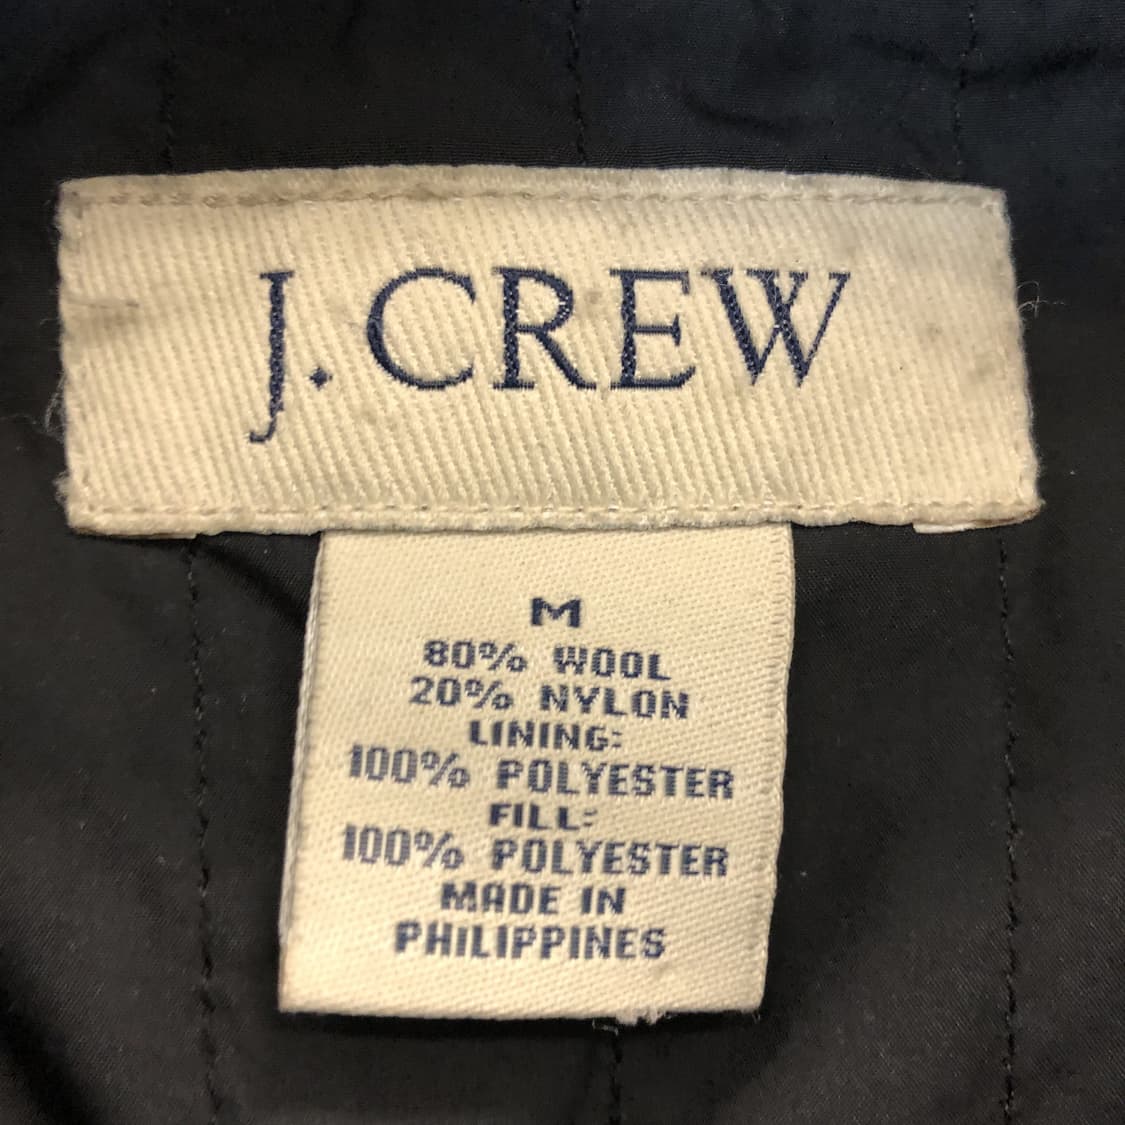 J. CREW
M
80% WOOL
20% NYLON
LINING:
100% POLYESTER
FILL:
100% POLYESTER
MADE IN
PHILIPPINES